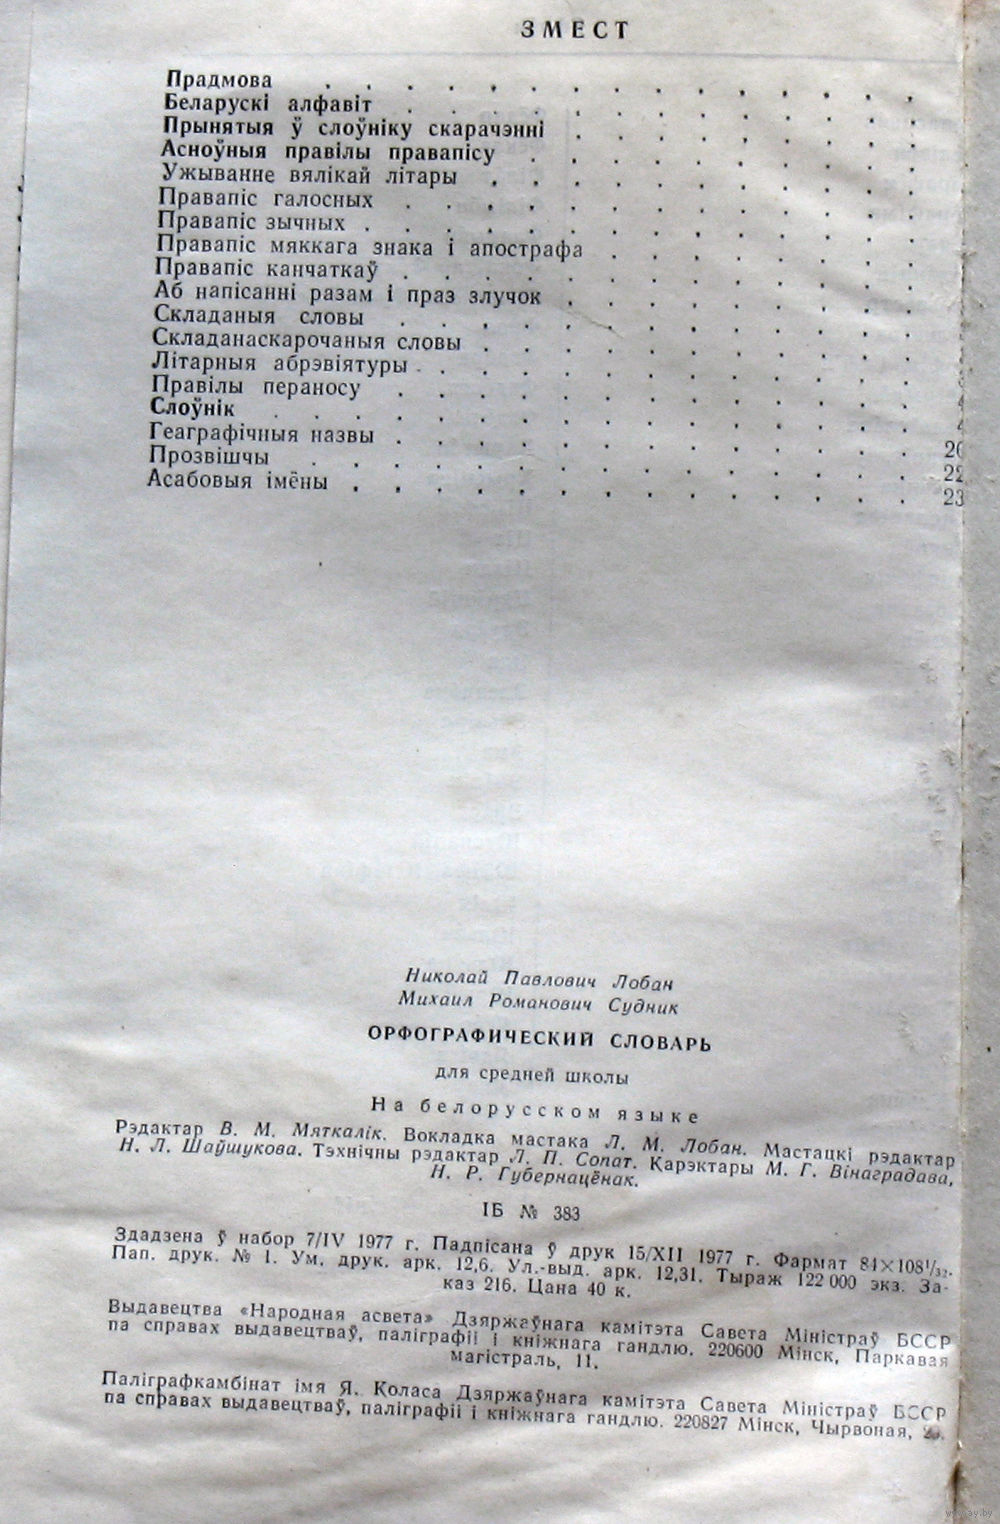 ЗМЕСТ
Прадмова . . . . . . . . . . . . . . .
Беларускі алфавіт . . . . . . . . . . . . .
Прынятыя ў слоўніку скарачэнні . . . . . . . . .
Асноўныя правілы правапісу . . . . . . . . . .
Ужыванне вялікай літары . . . . . . . . . . .
Правапіс галосных . . . . . . . . . . . . .
Правапіс зычных . . . . . . . . . . . . . .
Правапіс мяккага знака і апострафа . . . . . . . .
Правапіс канчаткаў . . . . . . . . . . . . .
Аб напісанні разам і праз злучок . . . . . . . . .
Складаныя словы . . . . . . . . . . . . .
Складанаскарочаныя словы . . . . . . . . . . .
Літарныя абрэвіятуры . . . . . . . . . . . . .
Правілы пераносу . . . . . . . . . . . . .
Слоўнік . . . . . . . . . . . . . . . .
Геаграфічныя назвы . . . . . . . . . . . . . 20
Прозвішчы . . . . . . . . . . . . . . . 22
Асабовыя імёны . . . . . . . . . . . . . . 23
Николай Павлович Лобан
Михаил Романович Судник
ОРФОГРАФИЧЕСКИЙ СЛОВАРЬ
для средней школы
На белорусском языке
Рэдактар В. М. Мяткалік. Вокладка мастака Л. М. Лобан. Мастацкі рэдактар
Н. Л. Шаўшукова. Тэхнічны рэдактар Л. П. Сопат. Карэктары М. Г. Вінаградава,
Н. Р. Губернацёнак.
ІБ № 383
Здадзена ў набор 7/IV 1977 г. Падпісана ў друк 15/XII 1977 г. Фармат 84×108¹/₃₂.
Пап. друк. № 1. Ум. друк. арк. 12,6. Ул.-выд. арк. 12,31. Тыраж 122 000 экз. За-
каз 216. Цана 40 к.
Выдавецтва «Народная асвета» Дзяржаўнага камітэта Савета Міністраў БССР
па справах выдавецтваў, паліграфіі і кніжнага гандлю. 220600 Мінск, Паркавая
магістраль, 11.
Паліграфкамбінат імя Я. Коласа Дзяржаўнага камітэта Савета Міністраў БССР
па справах выдавецтваў, паліграфіі і кніжнага гандлю. 220827 Мінск, Чырвоная,